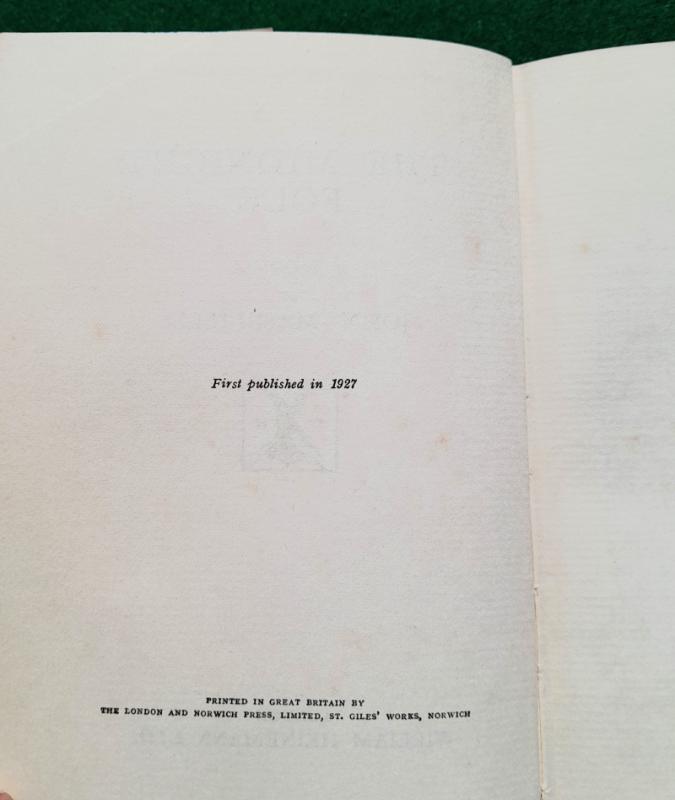 First published in 1927
PRINTED IN GREAT BRITAIN BY
THE LONDON AND NORWICH PRESS, LIMITED, ST. GILES' WORKS, NORWICH